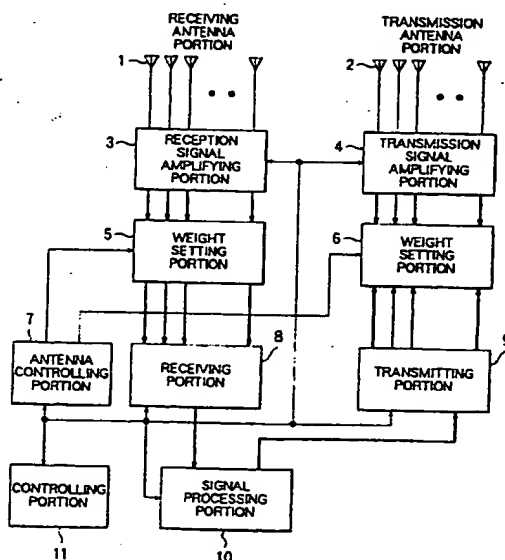 RECEIVING
ANTENNA
PORTION
TRANSMISSION
ANTENNA
PORTION
1
2
3
RECEPTION
SIGNAL
AMPLIFYING
PORTION
4
TRANSMISSION
SIGNAL
AMPLIFYING
PORTION
5
WEIGHT
SETTING
PORTION
6
WEIGHT
SETTING
PORTION
7
ANTENNA
CONTROLLING
PORTION
8
RECEIVING
PORTION
9
TRANSMITTING
PORTION
CONTROLLING
PORTION
11
SIGNAL
PROCESSING
PORTION
10